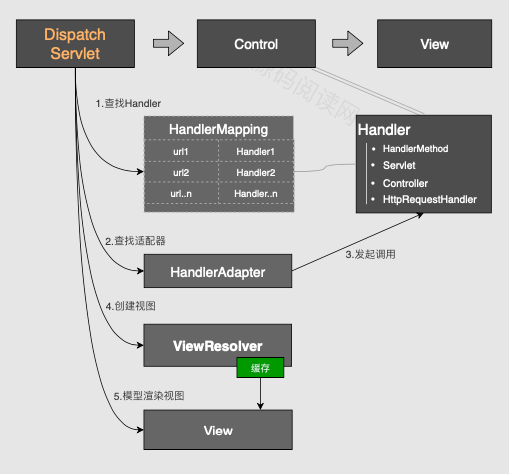 Dispatch
Servlet
Control
View
源码阅读网
1.查找Handler
HandlerMapping
url1 Handler1
url2 Handler2
url..n Handler..n
Handler
• HandlerMethod
• Servlet
• Controller
• HttpRequestHandler
2.查找适配器
HandlerAdapter
3.发起调用
4.创建视图
ViewResolver
缓存
5.模型渲染视图
View